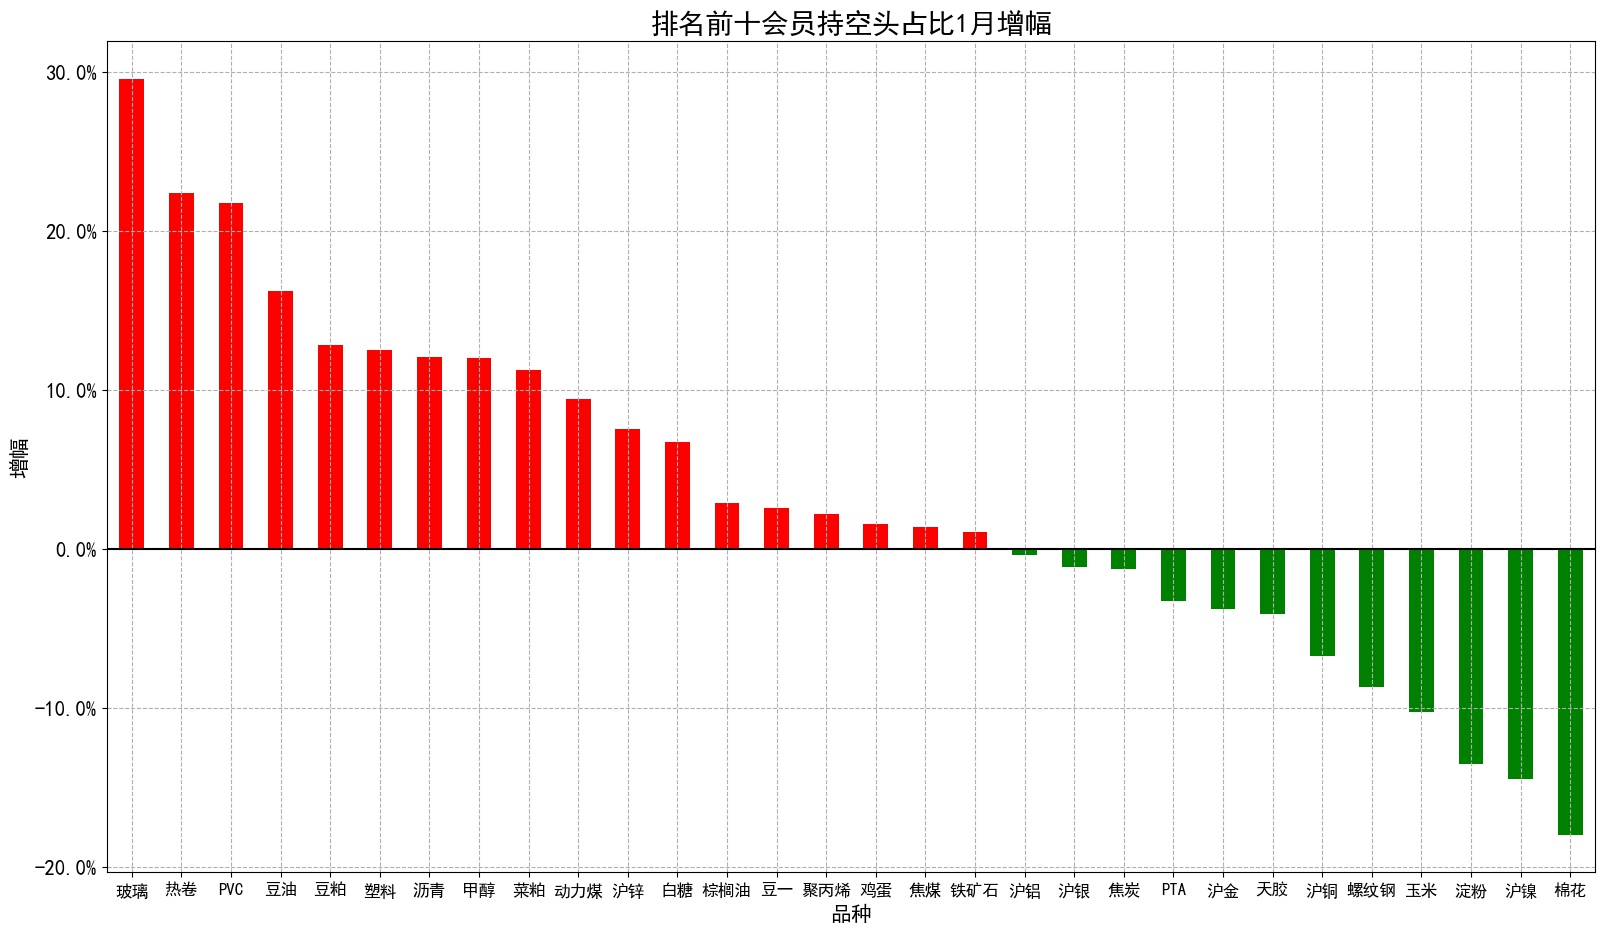 排名前十会员持空头占比1月增幅
30.0%
20.0%
10.0%
0.0%
-10.0%
-20.0%
增幅
玻璃 热卷 PVC 豆油 豆粕 塑料 沥青 甲醇 菜粕 动力煤 沪锌 白糖 棕榈油 豆一 聚丙烯 鸡蛋 焦煤 铁矿石 沪铝 沪银 焦炭 PTA 沪金 天胶 沪铜 螺纹钢 玉米 淀粉 沪镍 棉花
品种